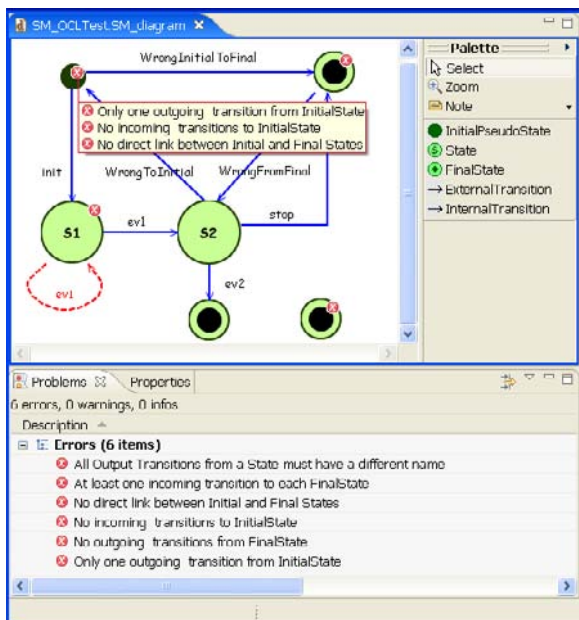 SM_OCLTest.SM_diagram
WrongInitialToFinal
Only one outgoing transition from InitialState
No incoming transitions to InitialState
No direct link between Initial and Final States
init
WrongToInitial
WrongFromFinal
S1
ev1
S2
stop
ev1
ev2
Palette
Select
Zoom
Note
InitialPseudoState
S State
FinalState
ExternalTransition
InternalTransition
Problems
Properties
6 errors, 0 warnings, 0 infos
Description
Errors (6 items)
All Output Transitions from a State must have a different name
At least one incoming transition to each FinalState
No direct link between Initial and Final States
No incoming transitions to InitialState
No outgoing transitions from FinalState
Only one outgoing transition from InitialState